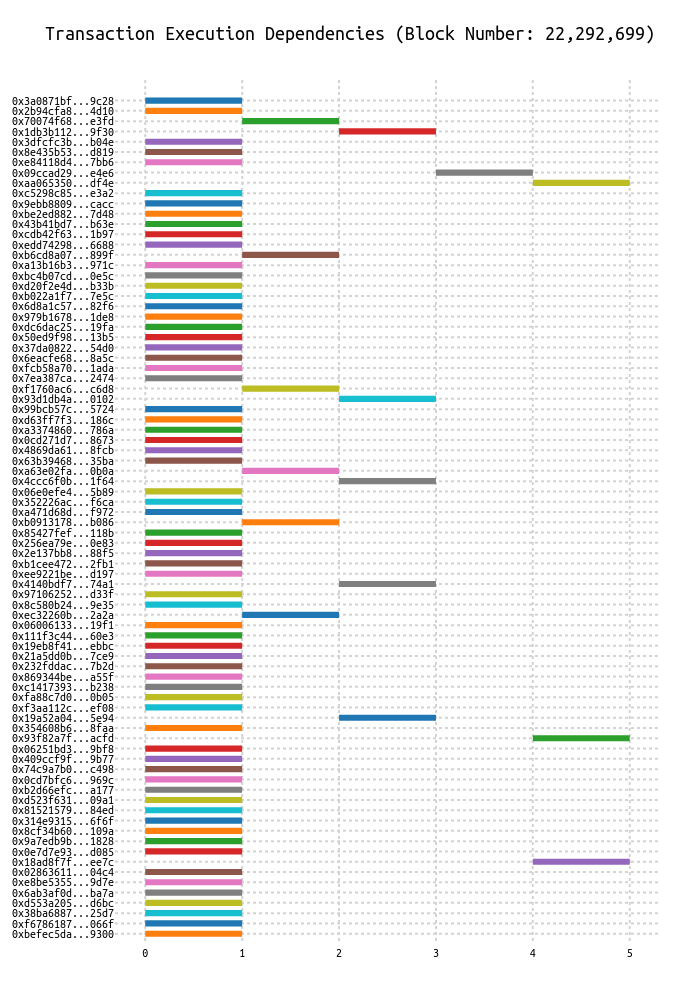 Transaction Execution Dependencies (Block Number: 22,292,699)
0x3a0871bf...9c28
0x2b94cfa8...4d10
0x70074f68...e3fd
0x1db3b112...9f30
0x3dfcfc3b...b04e
0x8e435b53...d819
0xe84118d4...7bb6
0x09ccad29...e4e6
0xaa065350...df4e
0xc5298c85...e3a2
0x9ebb8809...cacc
0xbe2ed882...7d48
0x43b41bd7...b63e
0xcdb42f63...1b97
0xedd74298...6688
0xb6cd8a07...899f
0xa13b16b3...971c
0xbc4b07cd...0e5c
0xd20f2e4d...b33b
0xb022a1f7...7e5c
0x6d8a1c57...82f6
0x979b1678...1de8
0xdc6dac25...19fa
0x50ed9f98...13b5
0x37da0822...54d0
0x6eacfe68...8a5c
0xfcb58a70...1ada
0x7ea387ca...2474
0xf1760ac6...c6d8
0x93d1db4a...0102
0x99bcb57c...5724
0xd63ff7f3...186c
0xa3374860...786a
0x0cd271d7...8673
0x4869da61...8fcb
0x63b39468...35ba
0xa63e02fa...0b0a
0x4ccc6f0b...1f64
0x06e0efe4...5b89
0x352226ac...f6ca
0xa471d68d...f972
0xb0913178...b086
0x85427fef...118b
0x256ea79e...0e83
0x2e137bb8...88f5
0xb1cee472...2fb1
0xee9221be...d197
0x4140bdf7...74a1
0x97106252...d33f
0x8c580b24...9e35
0xec32260b...2a2a
0x06006133...19f1
0x111f3c44...60e3
0x19eb8f41...ebbc
0x21a5dd0b...7ce9
0x232fddac...7b2d
0x869344be...a55f
0xc1417393...b238
0xfa88c7d0...0b05
0xf3aa112c...ef08
0x19a52a04...5e94
0x354608b6...8faa
0x93f82a7f...acfd
0x06251bd3...9bf8
0x409ccf9f...9b77
0x74c9a7b0...c498
0x0cd7bfc6...969c
0xb2d66efc...a177
0xd523f631...09a1
0x81521579...84ed
0x314e9315...6f6f
0x8cf34b60...109a
0x9a7edb9b...1828
0x0e7d7e93...d085
0x18ad8f7f...ee7c
0x02863611...04c4
0xe8be5355...9d7e
0x6ab3af0d...ba7a
0xd553a205...d6bc
0x38ba6887...25d7
0xf6786187...066f
0xbefec5da...9300
0 1 2 3 4 5